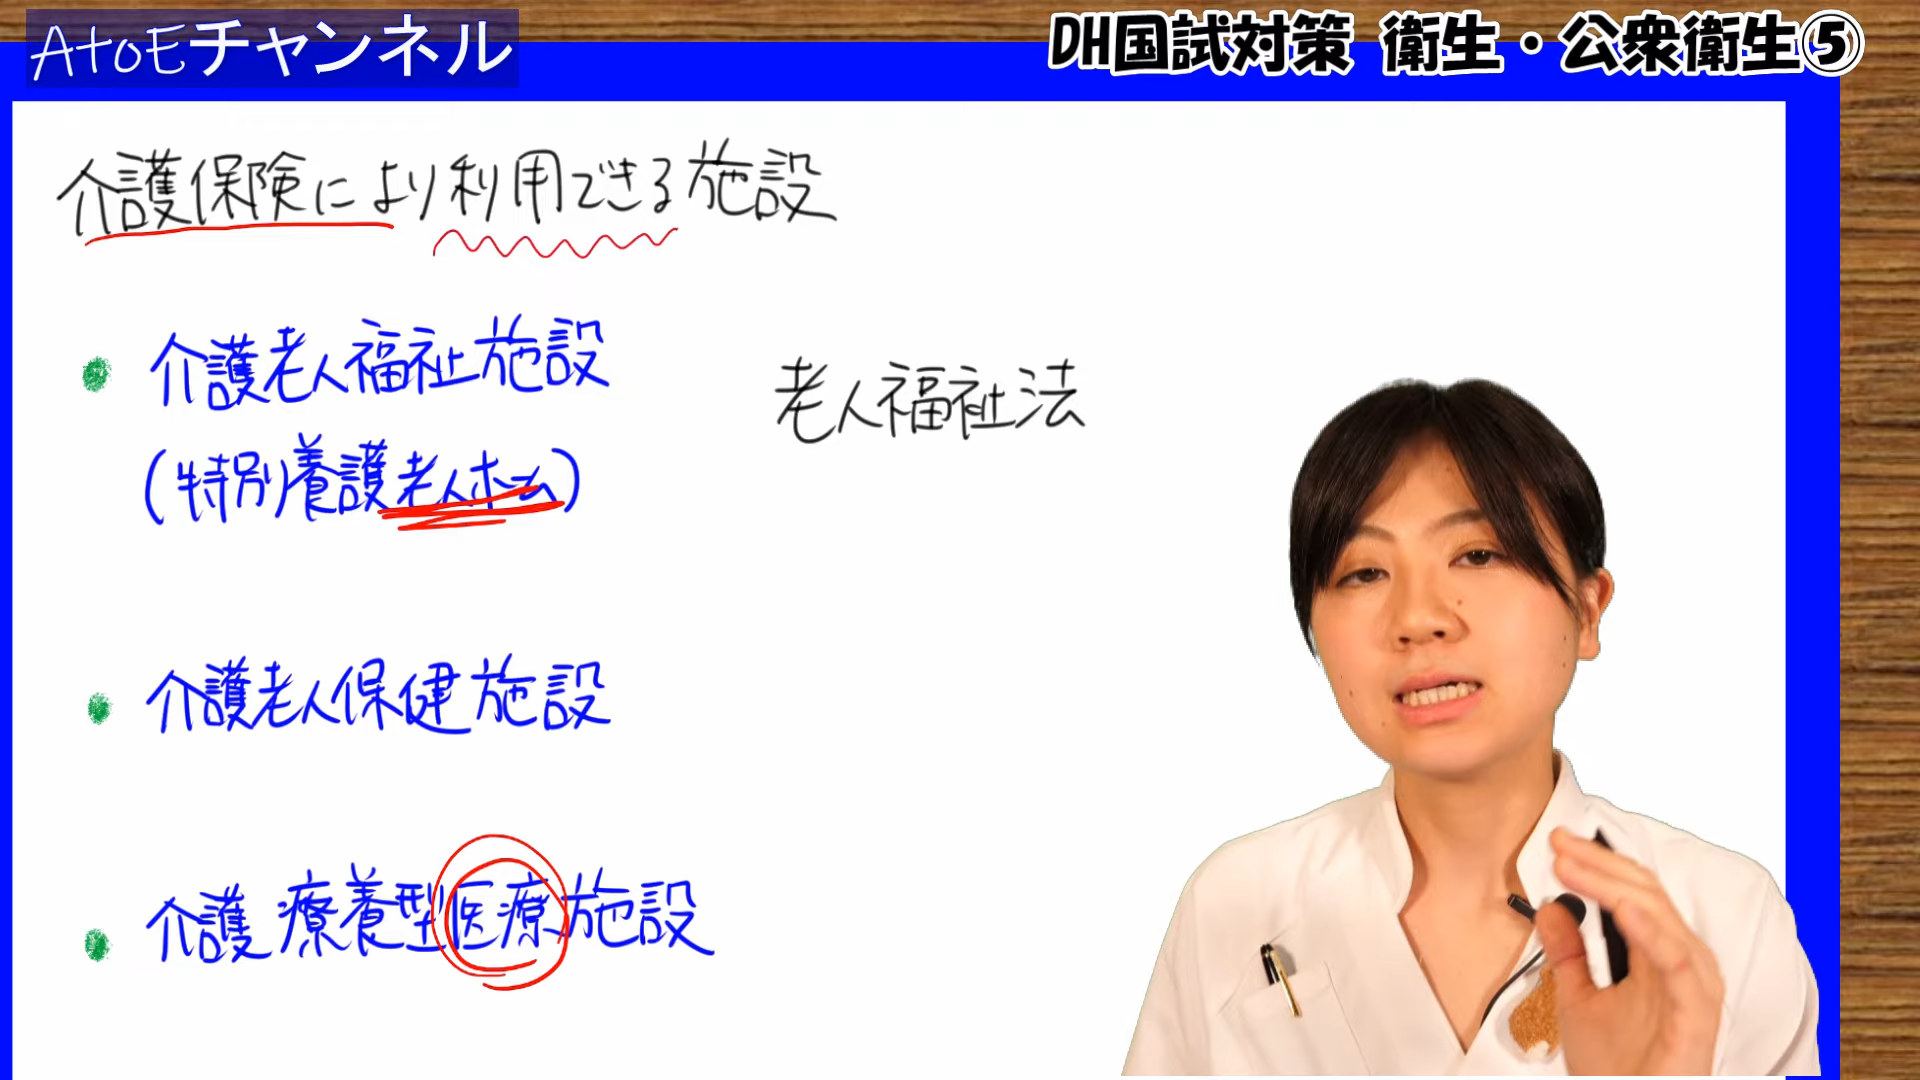 AtoEチャンネル
DH国試対策 衛生・公衆衛生⑤
介護保険により利用できる施設
介護老人福祉施設
老人福祉法
(特別養護老人ホーム)
介護老人保健施設
介護療養型医療施設